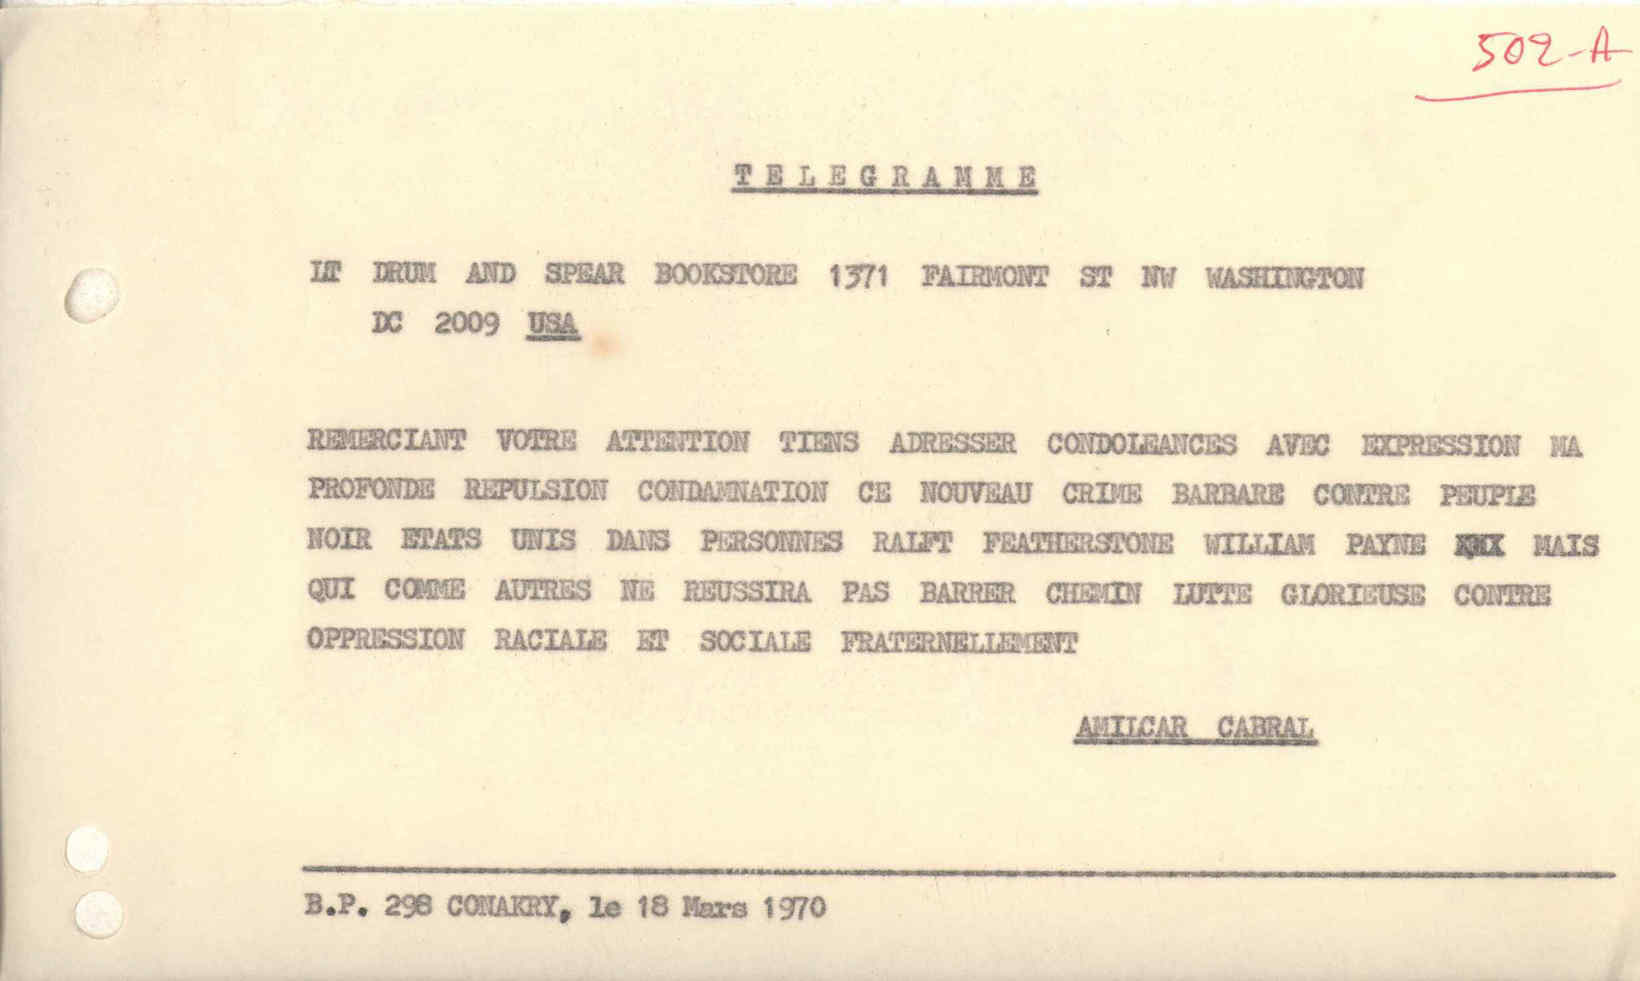 502-A
TELEGRAMME
LT DRUM AND SPEAR BOOKSTORE 1371 FAIRMONT ST NW WASHINGTON
DC 2009 USA
REMERCIANT VOTRE ATTENTION TIENS ADRESSER CONDOLEANCES AVEC EXPRESSION MA
PROFONDE REPULSION CONDAMNATION CE NOUVEAU CRIME BARBARE CONTRE PEUPLE
NOIR ETATS UNIS DANS PERSONNES RALFT FEATHERSTONE WILLIAM PAYNE MAIS
QUI COMME AUTRES NE REUSSIRA PAS BARRER CHEMIN LUTTE GLORIEUSE CONTRE
OPPRESSION RACIALE ET SOCIALE FRATERNELLEMENT
AMILCAR CABRAL
B.P. 298 CONAKRY, le 18 Mars 1970